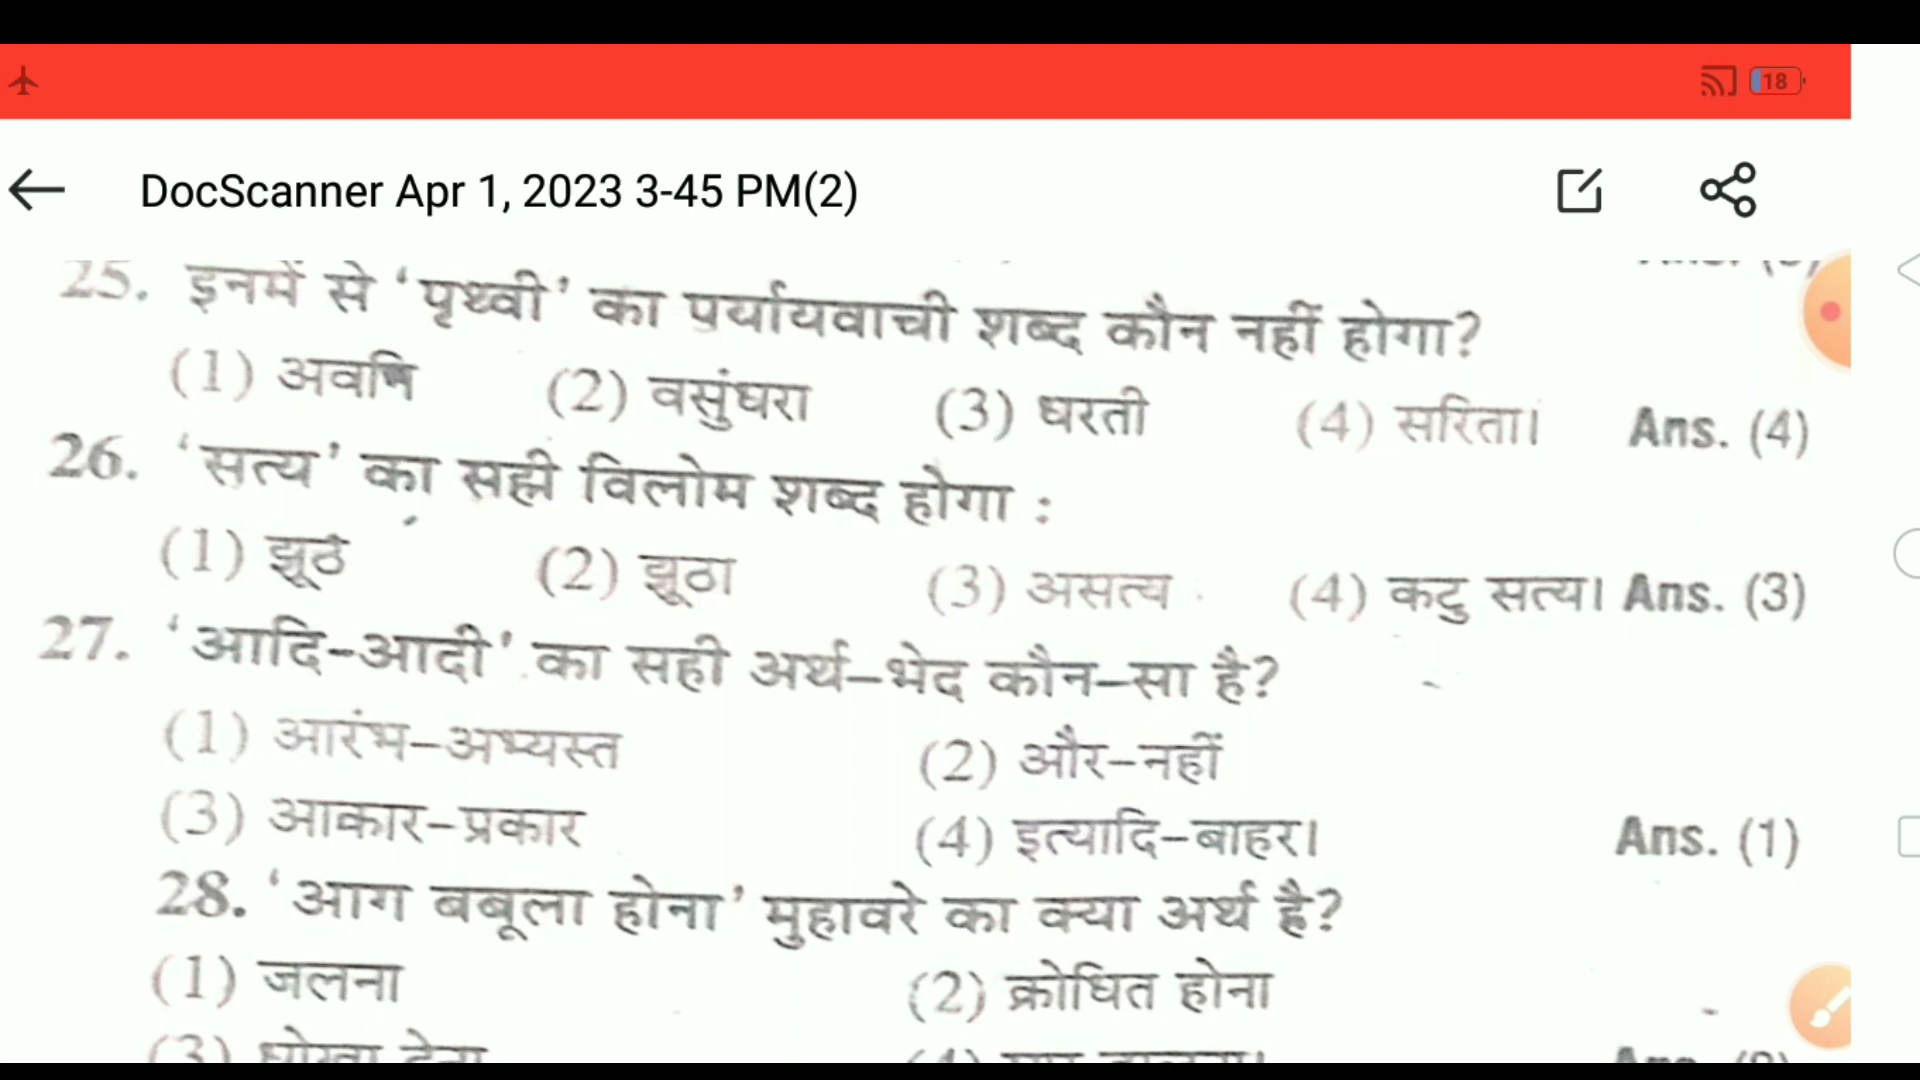 18
DocScanner Apr 1, 2023 3-45 PM(2)
25. इनमें से ‘पृथ्वी’ का पर्यायवाची शब्द कौन नहीं होगा?
(1) अवनि (2) वसुंधरा (3) धरती (4) सरिता। Ans. (4)
26. ‘सत्य’ का सही विलोम शब्द होगा :
(1) झूठ (2) झूठा (3) असत्य (4) कटु सत्य। Ans. (3)
27. ‘आदि-आदी’ का सही अर्थ–भेद कौन–सा है?
(1) आरंभ–अभ्यस्त (2) और–नहीं
(3) आकार–प्रकार (4) इत्यादि–बाहर। Ans. (1)
28. ‘आग बबूला होना’ मुहावरे का क्या अर्थ है?
(1) जलना (2) क्रोधित होना
(3) धोखा देना